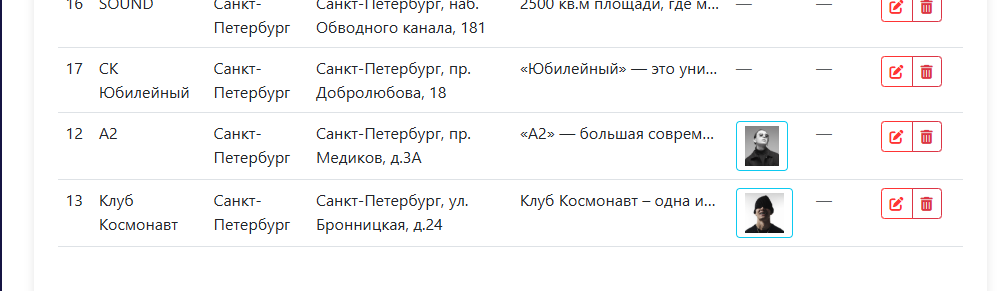 16 SOUND Санкт- Санкт-Петербург, наб. 2500 кв.м площади, где м... —  —
Петербург Обводного канала, 181
17 СК Санкт- Санкт-Петербург, пр. «Юбилейный» — это уни... — —
Юбилейный Петербург Добролюбова, 18
12 А2 Санкт- Санкт-Петербург, пр. «А2» — большая соврем... —
Петербург Медиков, д.3А
13 Клуб Санкт- Санкт-Петербург, ул. Клуб Космонавт – одна и... —
Космонавт Петербург Бронницкая, д.24